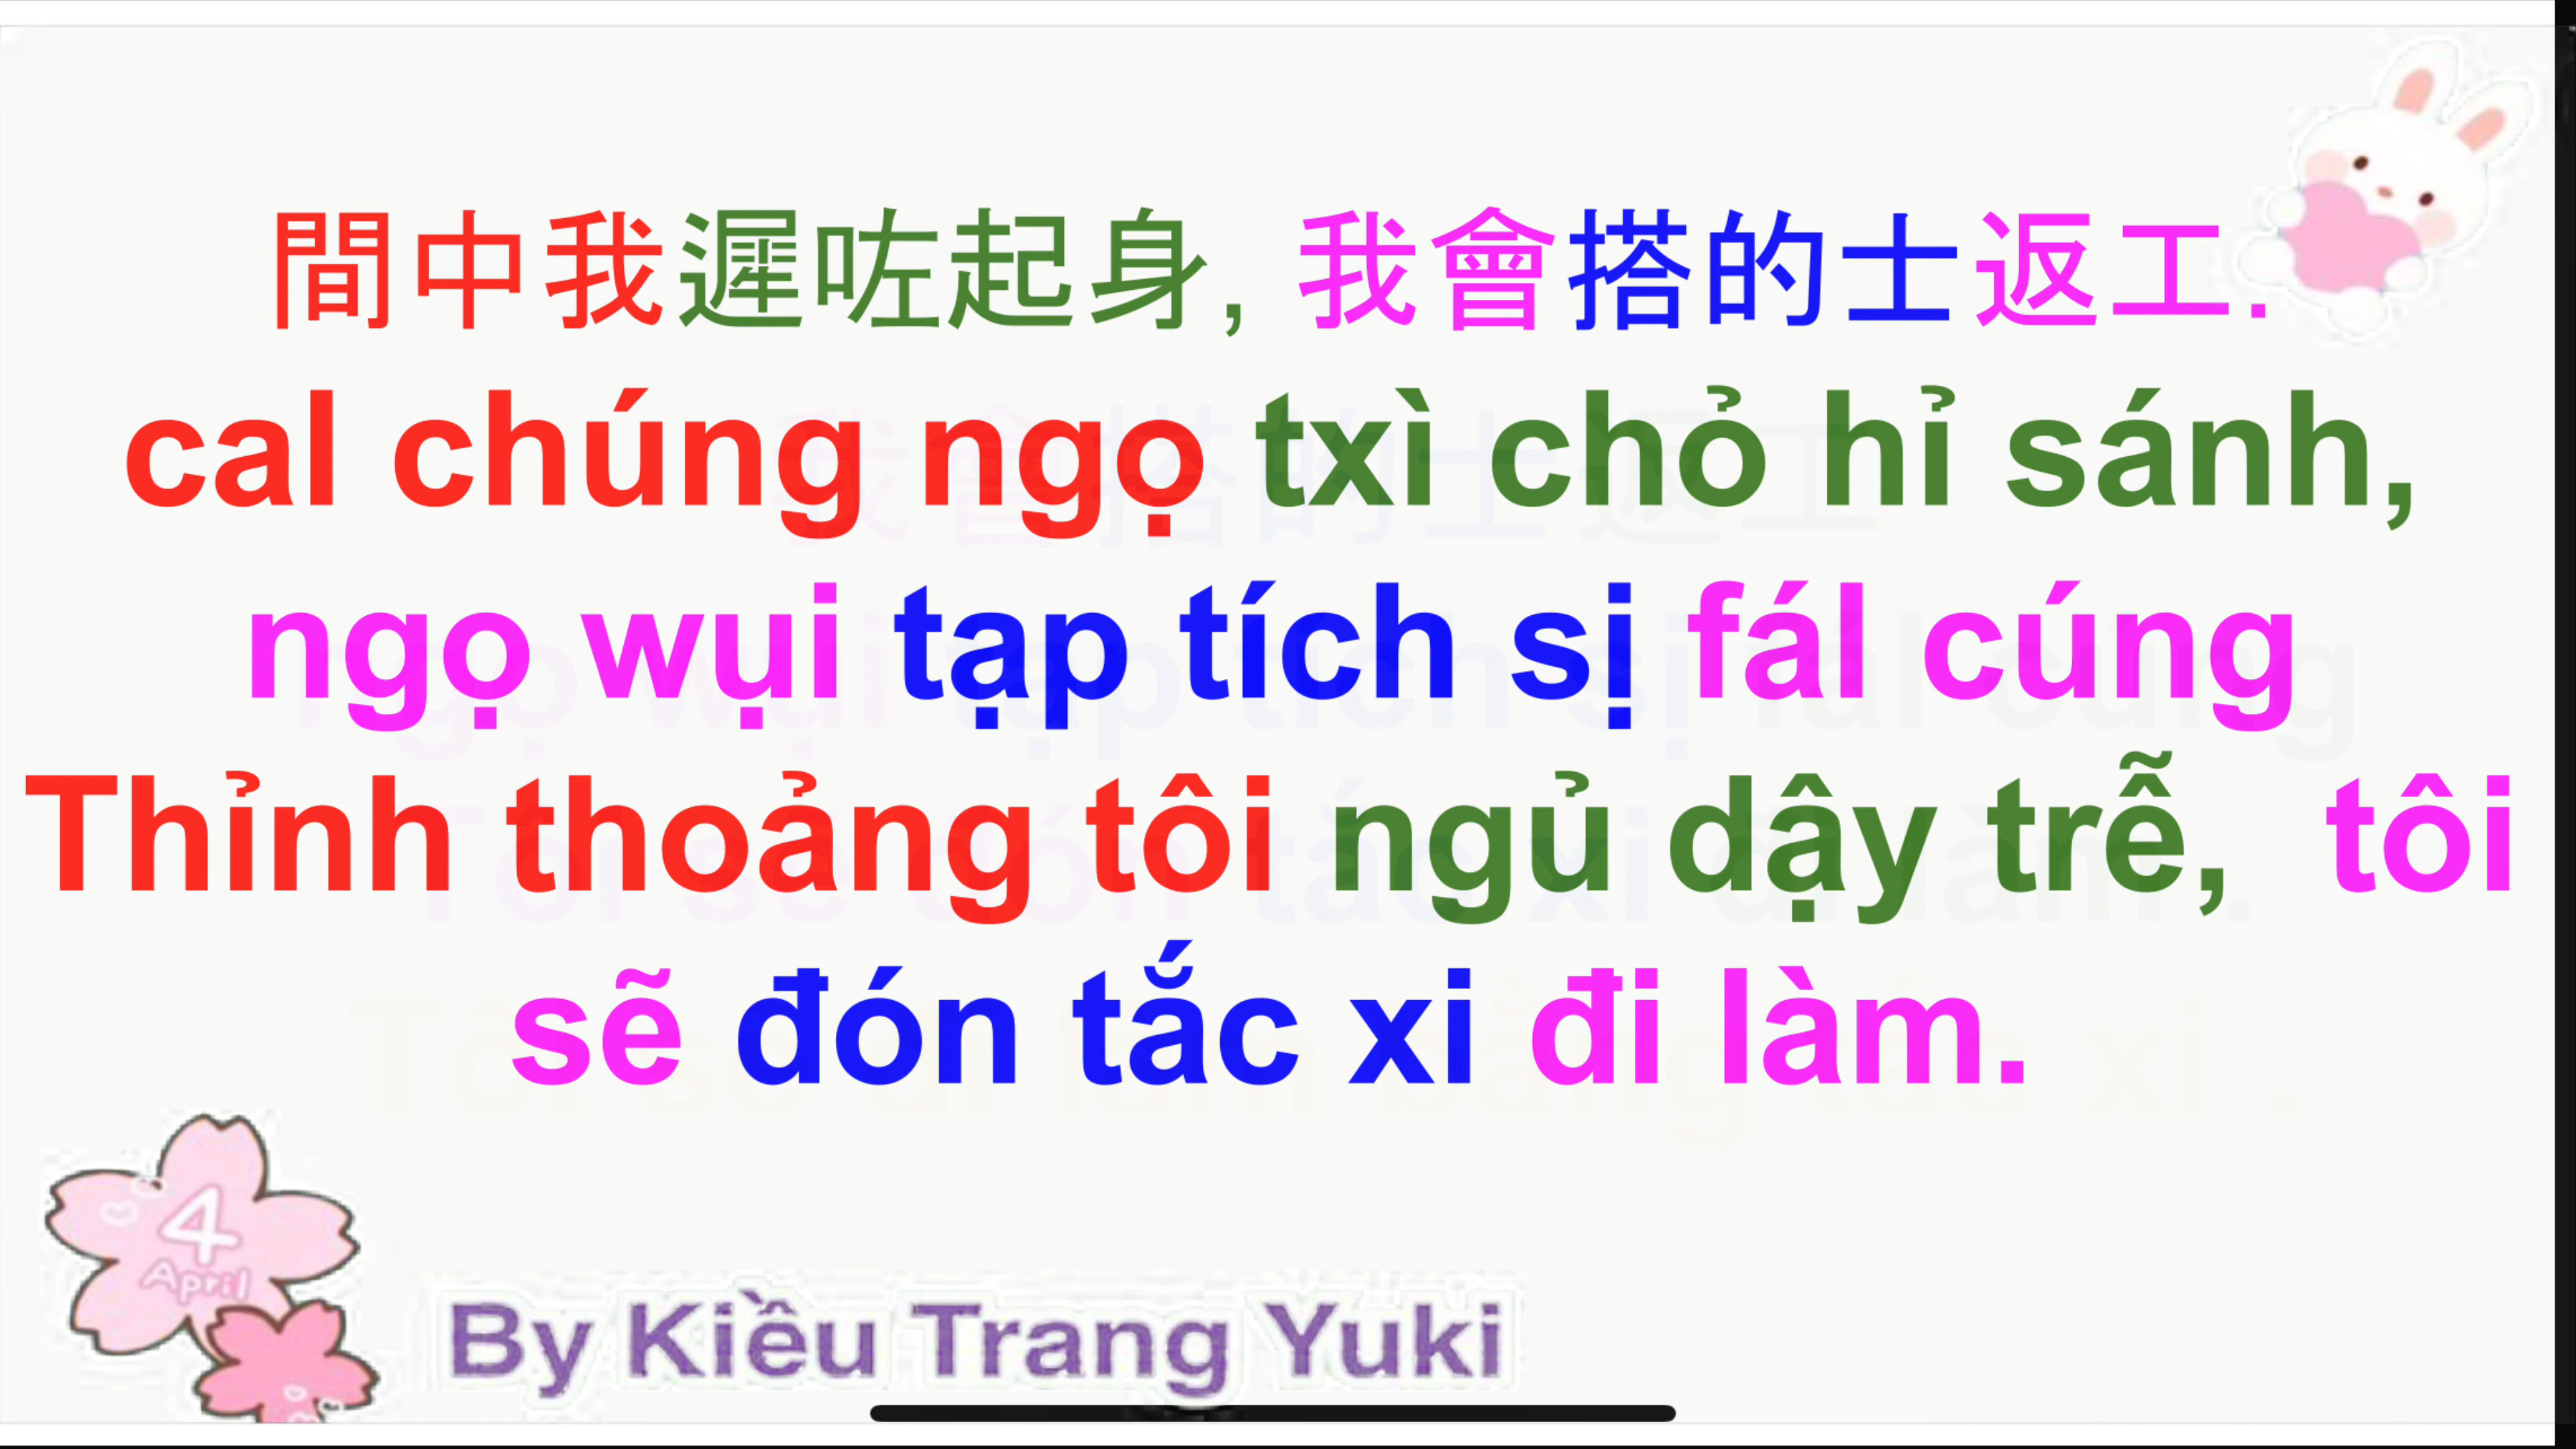 間中我遲咗起身, 我會搭的士返工.
cal chúng ngọ txì chỏ hỉ sánh,
ngọ wụi tạp tích sị fál cúng
Thỉnh thoảng tôi ngủ dậy trễ, tôi
sẽ đón tắc xi đi làm.
4
April
By Kiều Trang Yuki